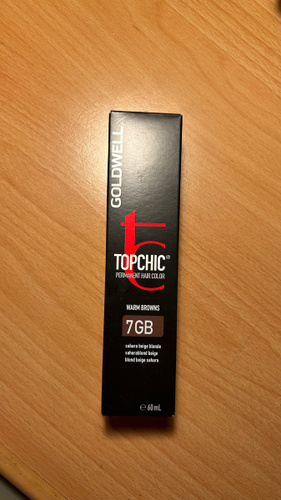 GOLDWELL
tc
TOPCHIC®
PERMANENT HAIR COLOR
WARM BROWNS
7GB
sahara beige blonde
saharablond beige
blond beige sahara
℮ 60 mL